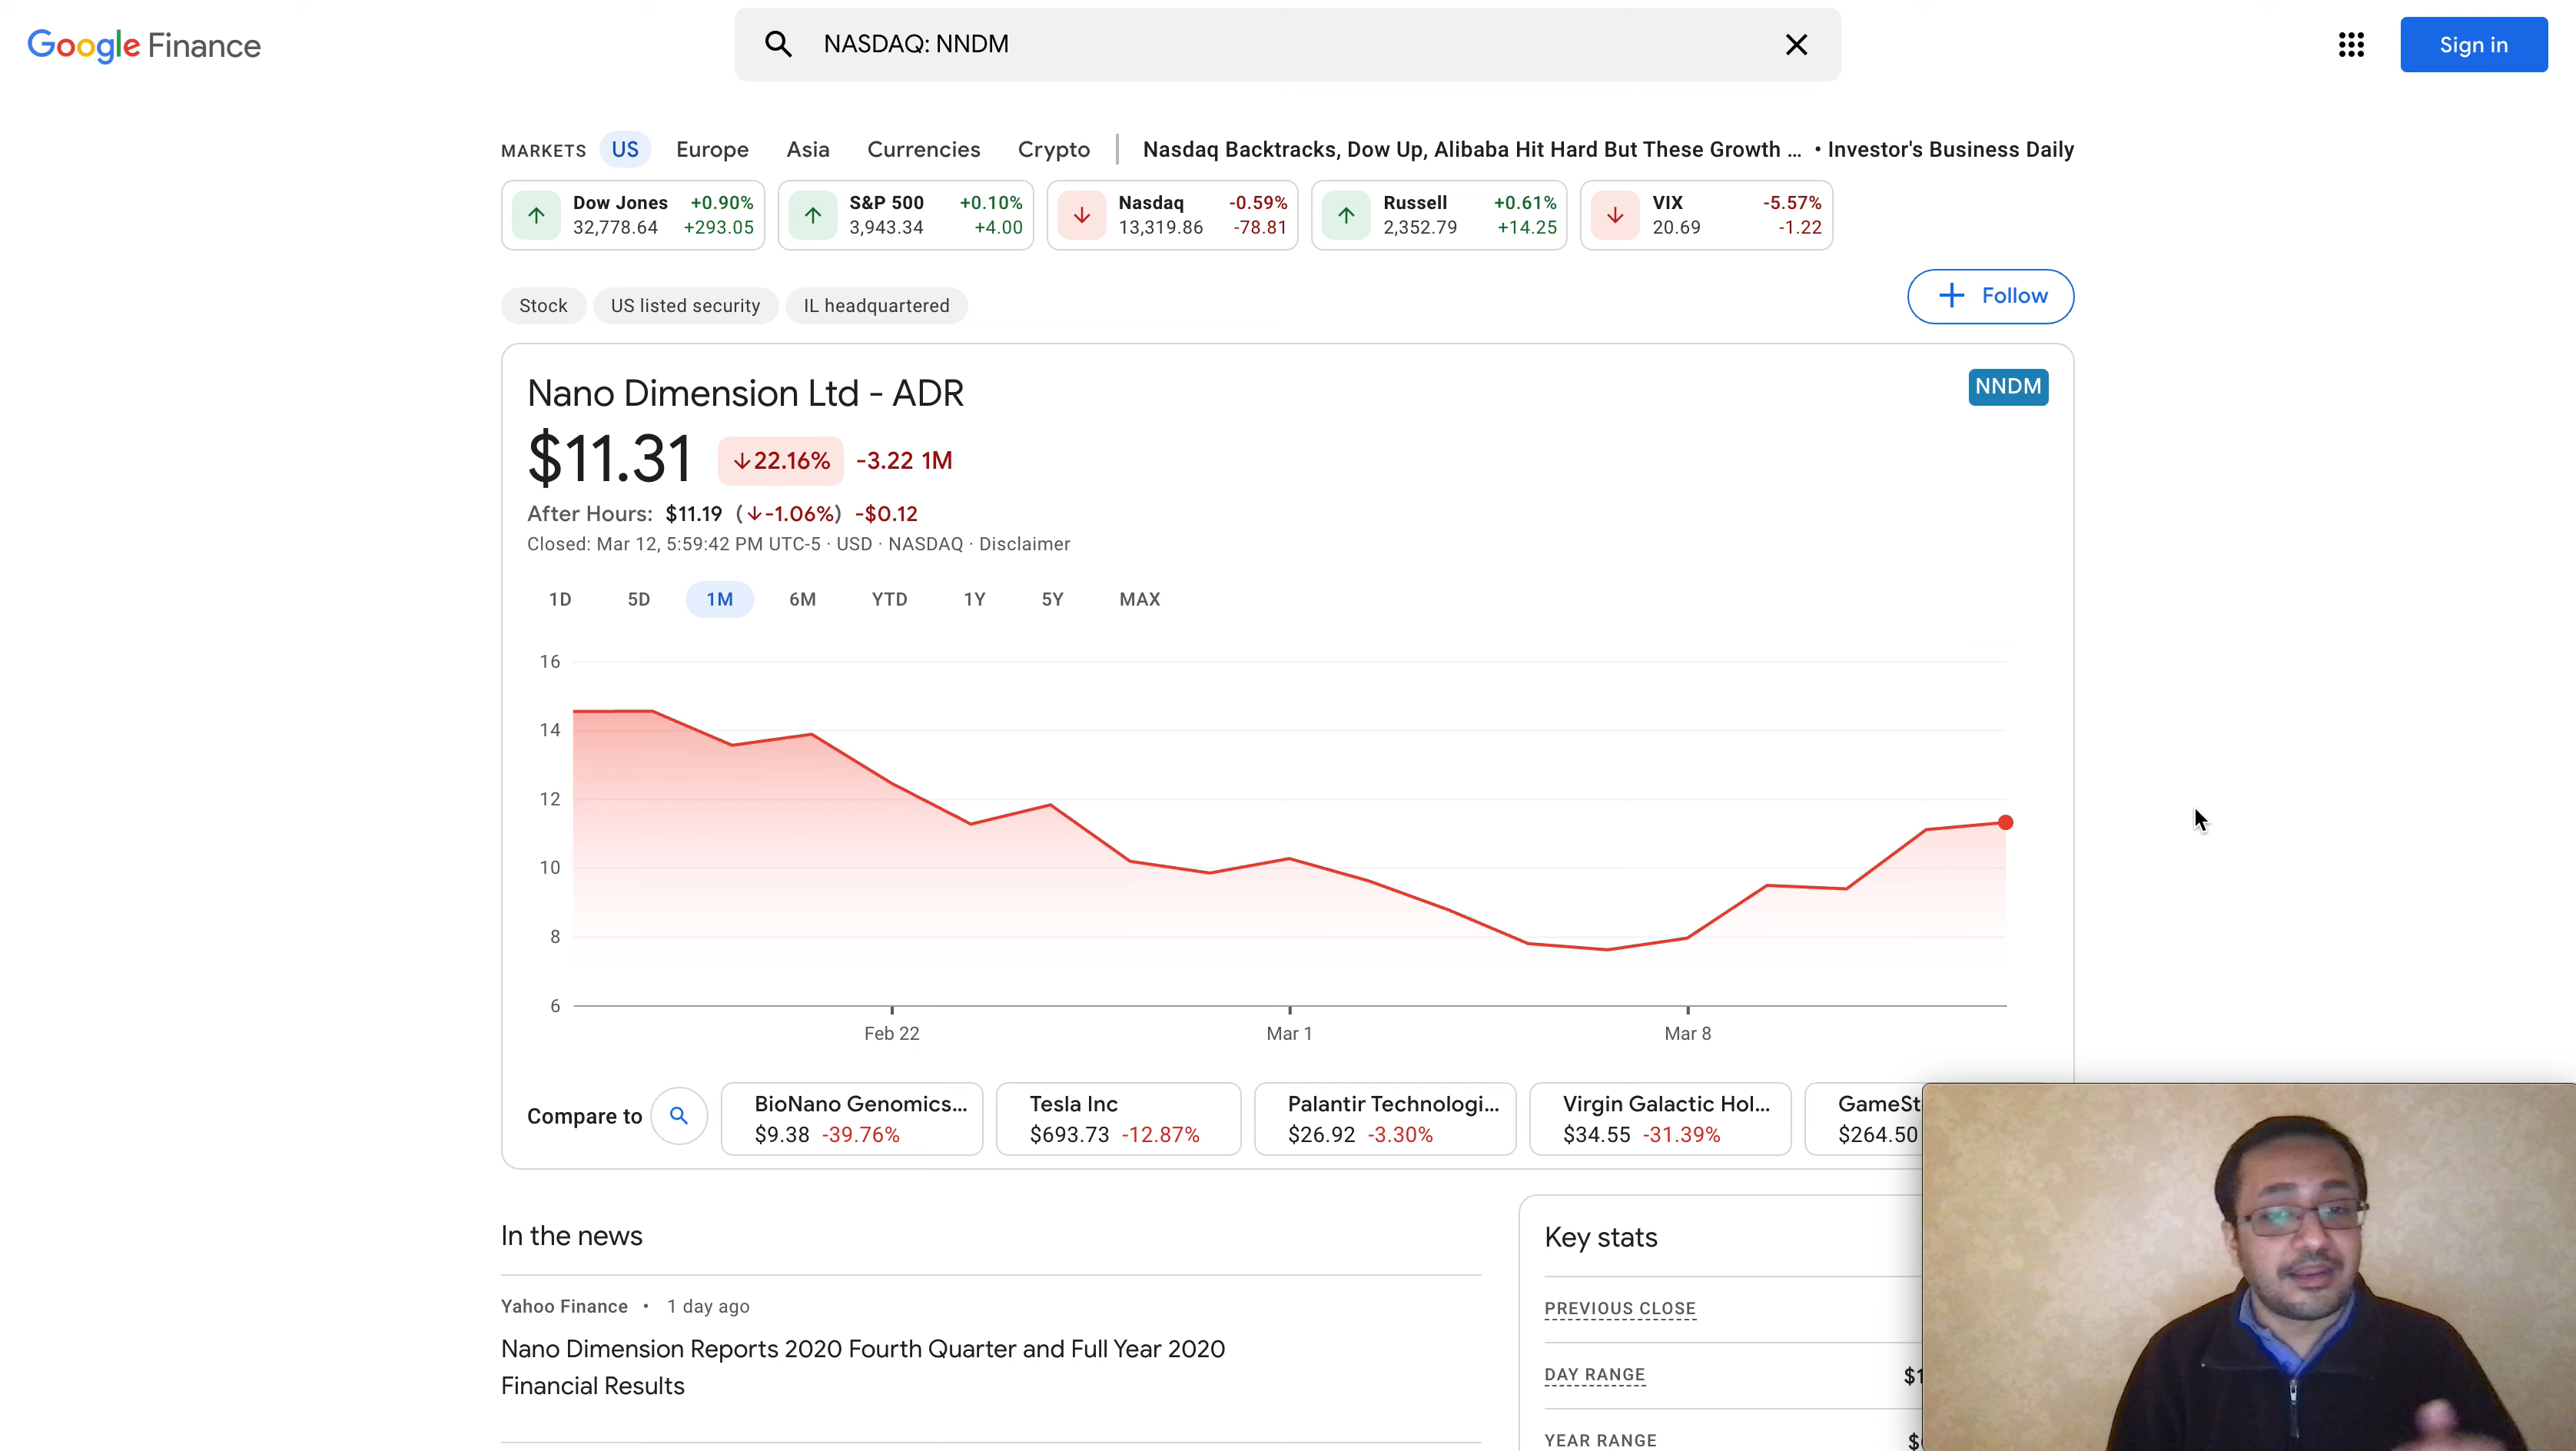 Google Finance
NASDAQ: NNDM
Sign in
MARKETS US Europe Asia Currencies Crypto Nasdaq Backtracks, Dow Up, Alibaba Hit Hard But These Growth ... • Investor's Business Daily
Dow Jones +0.90%
32,778.64 +293.05
S&P 500 +0.10%
3,943.34 +4.00
Nasdaq -0.59%
13,319.86 -78.81
Russell +0.61%
2,352.79 +14.25
VIX -5.57%
20.69 -1.22
Stock US listed security IL headquartered
Follow
Nano Dimension Ltd - ADR
NNDM
$11.31 ↓22.16% -3.22 1M
After Hours: $11.19 (↓-1.06%) -$0.12
Closed: Mar 12, 5:59:42 PM UTC-5 · USD · NASDAQ · Disclaimer
1D 5D 1M 6M YTD 1Y 5Y MAX
16
14
12
10
8
6
Feb 22 Mar 1 Mar 8
Compare to
BioNano Genomics...
$9.38 -39.76%
Tesla Inc
$693.73 -12.87%
Palantir Technologi...
$26.92 -3.30%
Virgin Galactic Hol...
$34.55 -31.39%
GameSt
$264.50
In the news
Yahoo Finance • 1 day ago
Nano Dimension Reports 2020 Fourth Quarter and Full Year 2020
Financial Results
Key stats
PREVIOUS CLOSE
DAY RANGE $1
YEAR RANGE